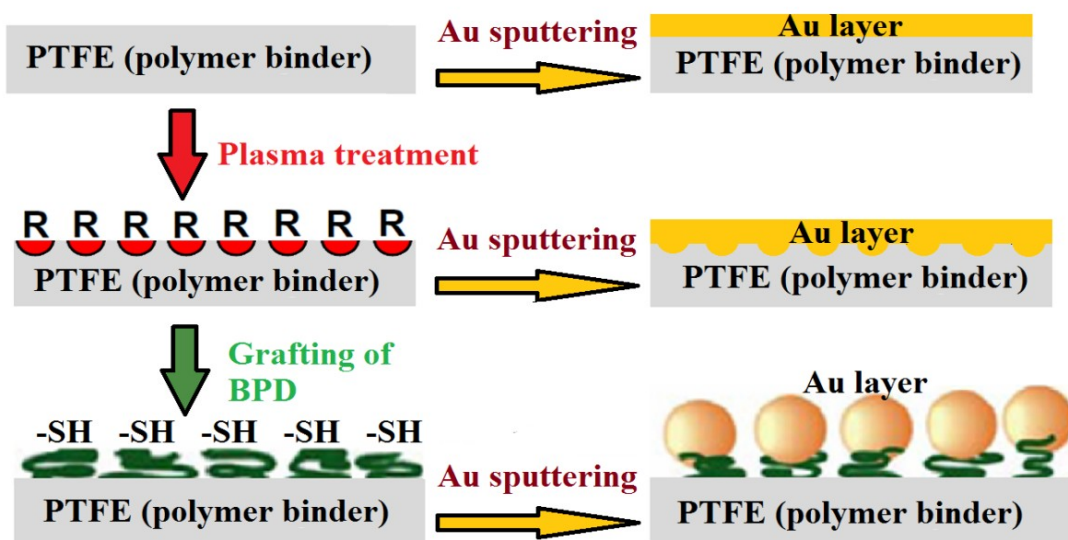 PTFE (polymer binder)
Au sputtering
Au layer
PTFE (polymer binder)
Plasma treatment
R R R R R R R R
PTFE (polymer binder)
Au sputtering
Au layer
PTFE (polymer binder)
Grafting of
BPD
-SH -SH -SH -SH -SH
PTFE (polymer binder)
Au sputtering
Au layer
PTFE (polymer binder)